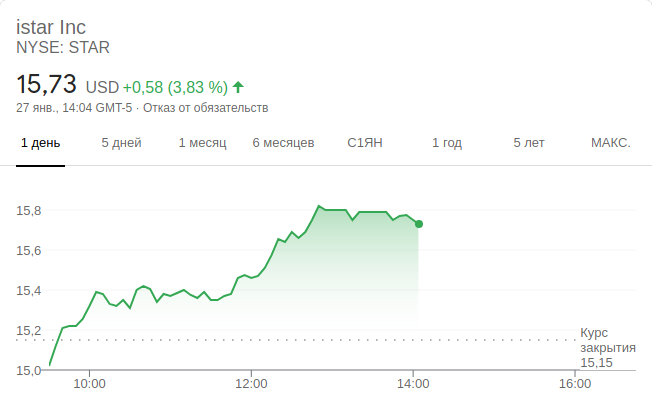 istar Inc
NYSE: STAR
15,73 USD +0,58 (3,83 %)
27 янв., 14:04 GMT-5 · Отказ от обязательств
1 день 5 дней 1 месяц 6 месяцев С1ЯН 1 год 5 лет МАКС.
15,8
15,6
15,4
15,2
Курс
закрытия
15,15
15,0
10:00 12:00 14:00 16:00